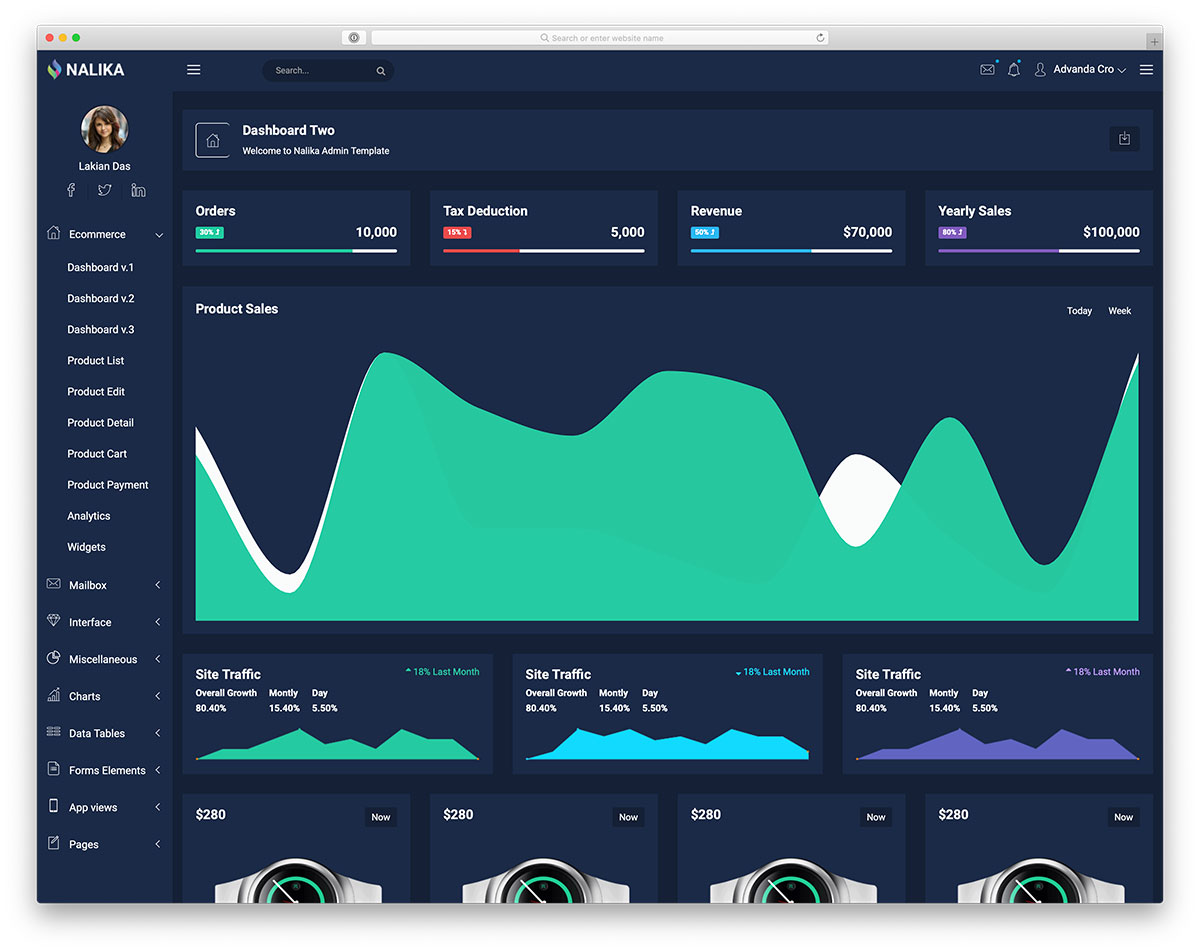 Search or enter website name
NALIKA
Search...
Advanda Cro
Lakian Das
Ecommerce
Dashboard v.1
Dashboard v.2
Dashboard v.3
Product List
Product Edit
Product Detail
Product Cart
Product Payment
Analytics
Widgets
Mailbox
Interface
Miscellaneous
Charts
Data Tables
Forms Elements
App views
Pages
Dashboard Two
Welcome to Nalika Admin Template
Orders
30%
10,000
Tax Deduction
15%
5,000
Revenue
50%
$70,000
Yearly Sales
80%
$100,000
Product Sales
Today Week
Site Traffic
18% Last Month
Overall Growth Montly Day
80.40% 15.40% 5.50%
Site Traffic
18% Last Month
Overall Growth Montly Day
80.40% 15.40% 5.50%
Site Traffic
18% Last Month
Overall Growth Montly Day
80.40% 15.40% 5.50%
$280 Now
$280 Now
$280 Now
$280 Now